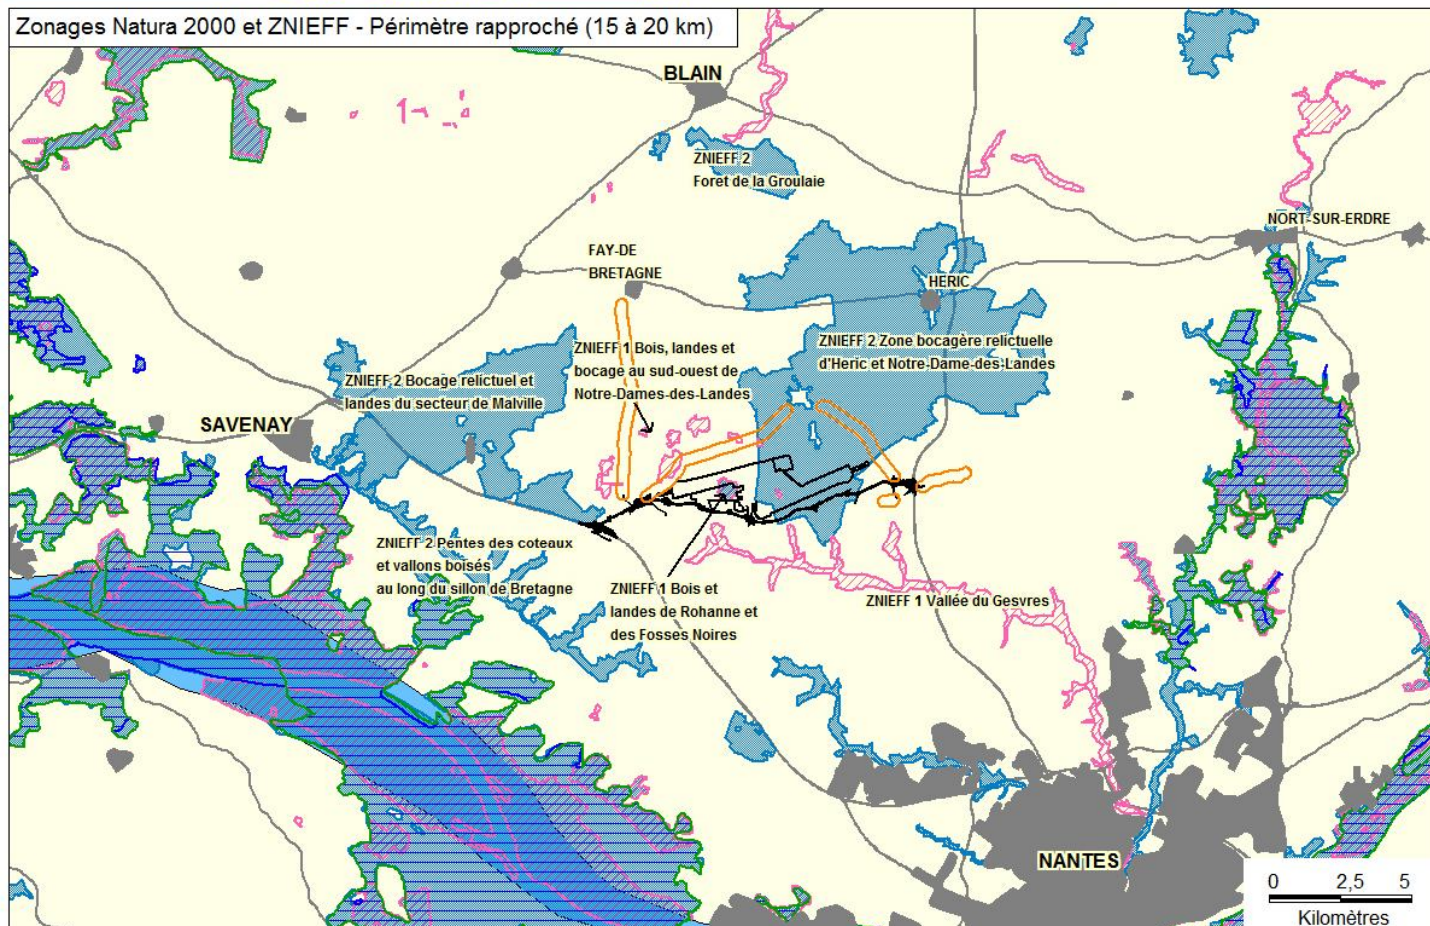 Zonages Natura 2000 et ZNIEFF - Périmètre rapproché (15 à 20 km)
BLAIN
ZNIEFF 2
Foret de la Groulaie
NORT-SUR-ERDRE
FAY-DE
BRETAGNE
HERIC
ZNIEFF 2 Zone bocagère relictuelle
d'Heric et Notre-Dame-des-Landes
ZNIEFF 1 Bois, landes et
bocage au sud-ouest de
Notre-Dames-des-Landes
ZNIEFF 2 Bocage relictuel et
landes du secteur de Malville
SAVENAY
ZNIEFF 2 Pentes des coteaux
et vallons boisés
au long du sillon de Bretagne
ZNIEFF 1 Bois et
landes de Rohanne et
des Fosses Noires
ZNIEFF 1 Vallée du Gesvres
NANTES
0 2,5 5
Kilomètres